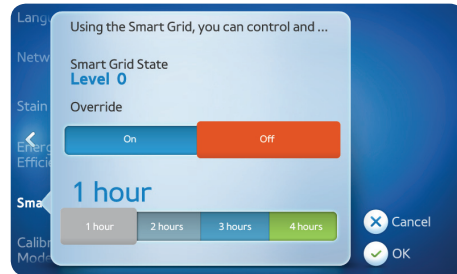 Using the Smart Grid, you can control and ...
Smart Grid State
Level 0
Override
On
Off
1 hour
1 hour
2 hours
3 hours
4 hours
Cancel
OK
Stain